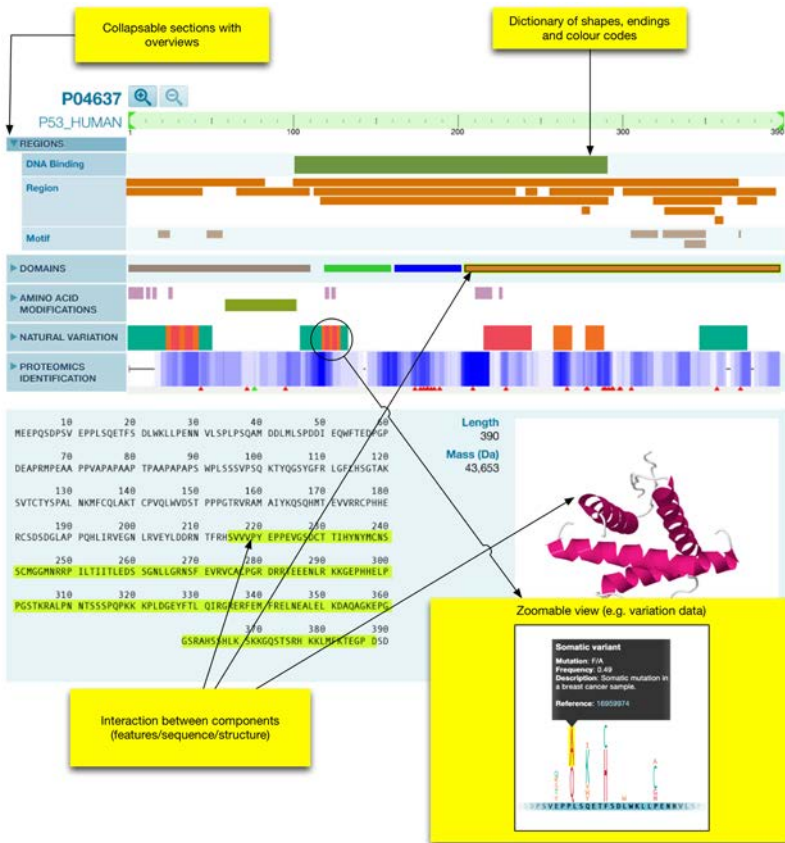 Collapsable sections with
overviews
Dictionary of shapes, endings
and colour codes
P04637
P53_HUMAN
1 100 200 300 390
REGIONS
DNA Binding
Region
Motif
DOMAINS
AMINO ACID
MODIFICATIONS
NATURAL VARIATION
PROTEOMICS
IDENTIFICATION
10 20 30 40 50 60
MEEPQSDPSV EPPLSQETFS DLWKLLPENN VLSPLPSQAM DDLMLSPDDI EQWFTEDPGP
70 80 90 100 110 120
DEAPRMPEAA PPVAPAPAAP TPAAPAPAPS WPLSSSVPSQ KTYQGSYGFR LGFLHSGTAK
130 140 150 160 170 180
SVTCTYSPAL NKMFCQLAKT CPVQLWVDST PPPGTRVRAM AIYKQSQHMT EVVRRCPHHE
190 200 210 220 230 240
RCSDSDGLAP PQHLIRVEGN LRVEYLDDRN TFRHSVVVPY EPPEVGSDCT TIHYNYMCNS
250 260 270 280 290 300
SCMGGMNRRP ILTIITLEDS SGNLLGRNSF EVRVCACPGR DRRTEEENLR KKGEPHHELP
310 320 330 340 350 360
PGSTKRALPN NTSSSPQPKK KPLDGEYFTL QIRGRERFEM FRELNEALEL KDAQAGKEPG
370 380 390
GSRAHSSHLK SKKGQSTSRH KKLMFKTEGP DSD
Length
390
Mass (Da)
43,653
Interaction between components
(features/sequence/structure)
Zoomable view (e.g. variation data)
Somatic variant
Mutation: F/A
Frequency: 0.49
Description: Somatic mutation in
a breast cancer sample.
Reference: 16959974
PSVEPPLSQETFSDLWKLLPENNVLS